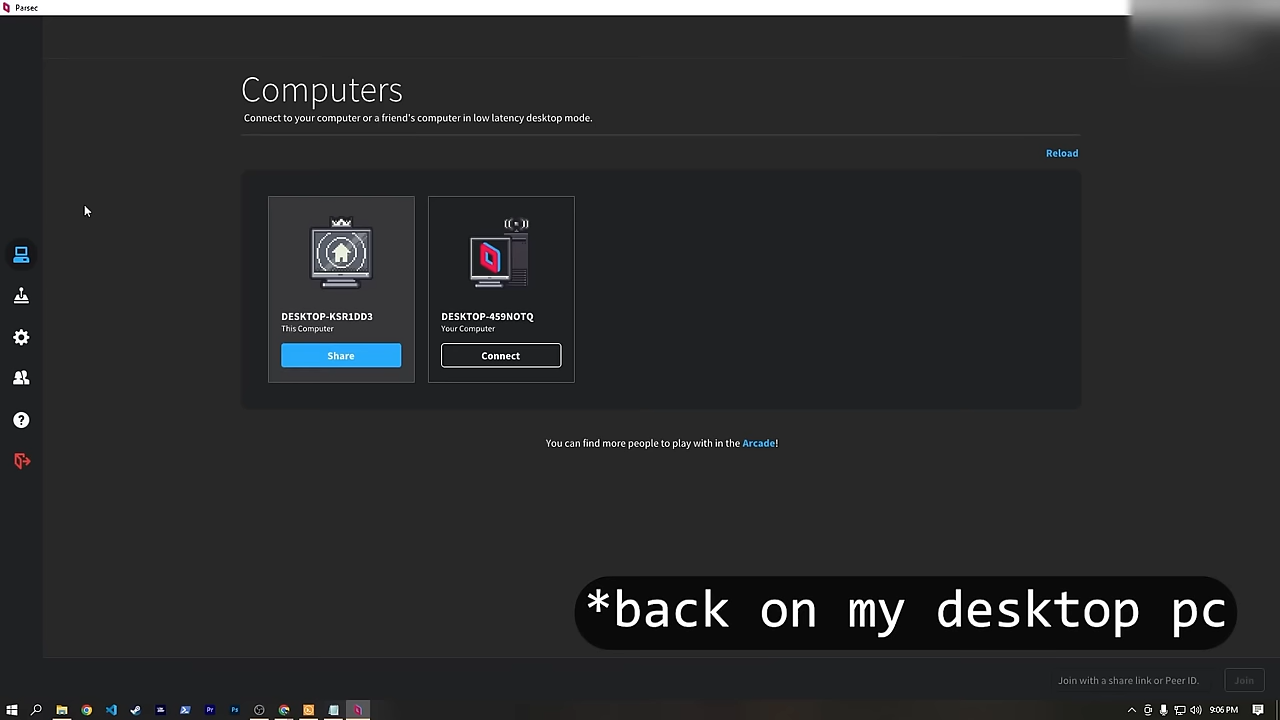 Parsec
Computers
Connect to your computer or a friend's computer in low latency desktop mode.
Reload
DESKTOP-KSR1DD3
This Computer
Share
DESKTOP-459NOTQ
Your Computer
Connect
You can find more people to play with in the Arcade!
*back on my desktop pc
Join with a share link or Peer ID.
Join
Pr
Ps
9:06 PM